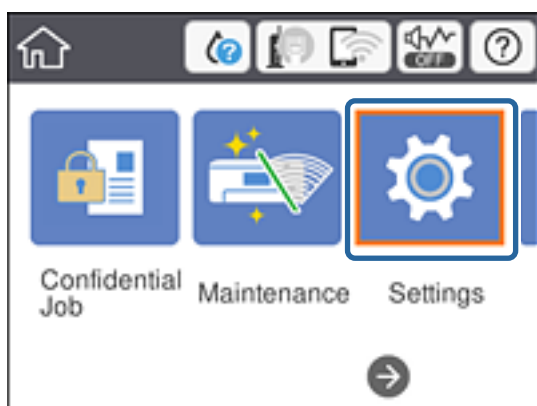 ? OFF ?
Confidential
Job
Maintenance
Settings